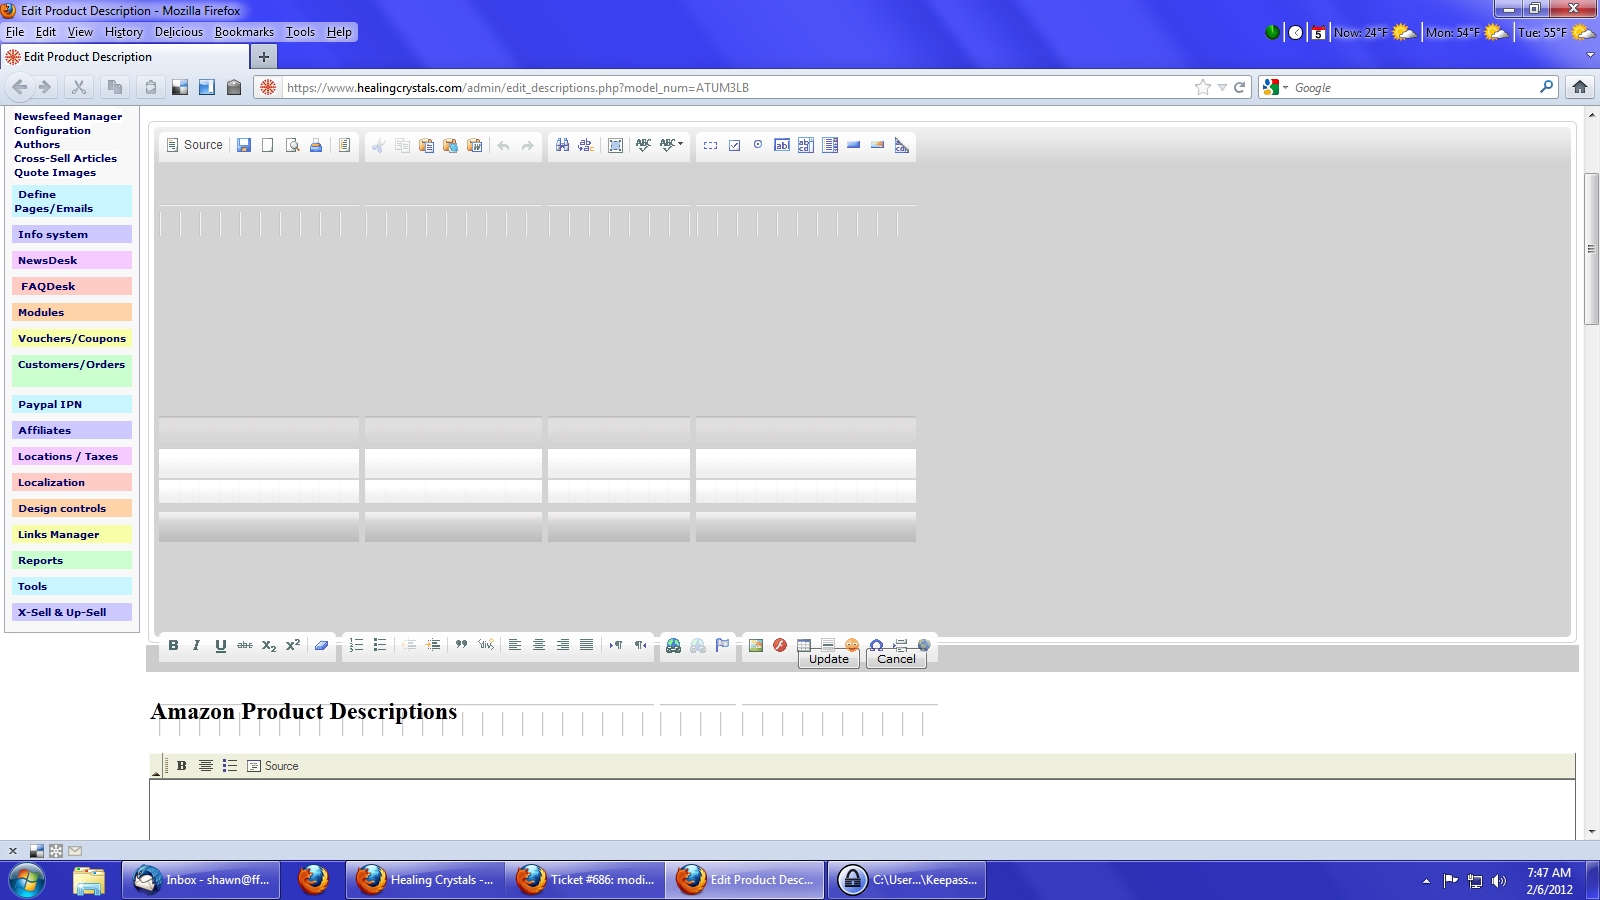 Edit Product Description - Mozilla Firefox
File Edit View History Delicious Bookmarks Tools Help
5 Now: 24°F Mon: 54°F Tue: 55°F
Edit Product Description
https://www.healingcrystals.com/admin/edit_descriptions.php?model_num=ATUM3LB
Google
Newsfeed Manager
Configuration
Authors
Cross-Sell Articles
Quote Images
Define
Pages/Emails
Info system
NewsDesk
FAQDesk
Modules
Vouchers/Coupons
Customers/Orders
Paypal IPN
Affiliates
Locations / Taxes
Localization
Design controls
Links Manager
Reports
Tools
X-Sell & Up-Sell
Source
Update Cancel
Amazon Product Descriptions
B Source
Inbox - shawn@ff... Healing Crystals -... Ticket #686: modi... Edit Product Desc... C:\User...\Keepass...
7:47 AM
2/6/2012